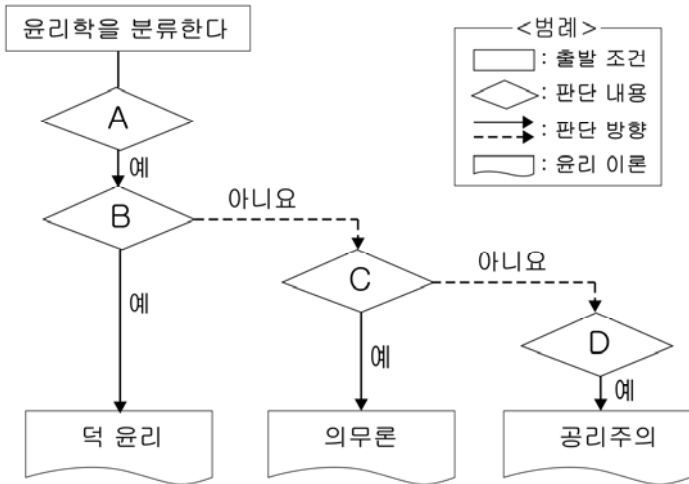 윤리학을 분류한다
<범례>
: 출발 조건
: 판단 내용
: 판단 방향
: 윤리 이론
A
예
B
아니요
예
C
아니요
예
D
예
덕 윤리
의무론
공리주의